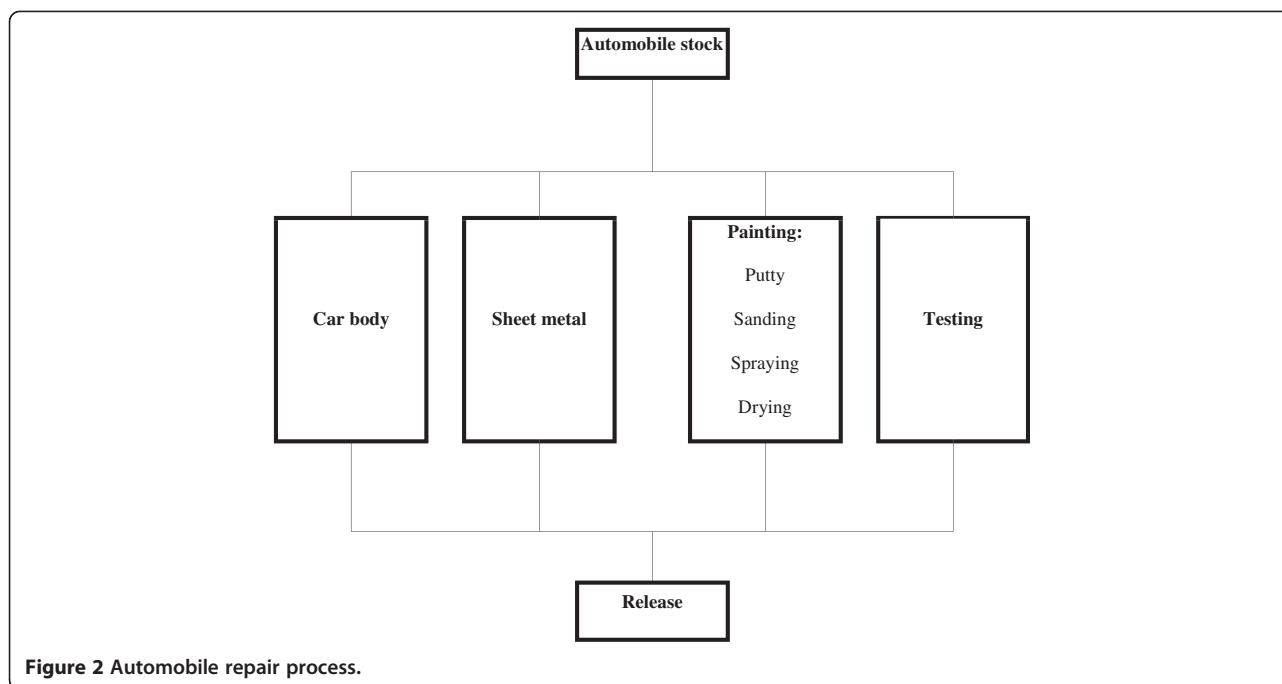 Automobile stock
Car body
Sheet metal
Painting:
Putty
Sanding
Spraying
Drying
Testing
Release
Figure 2 Automobile repair process.